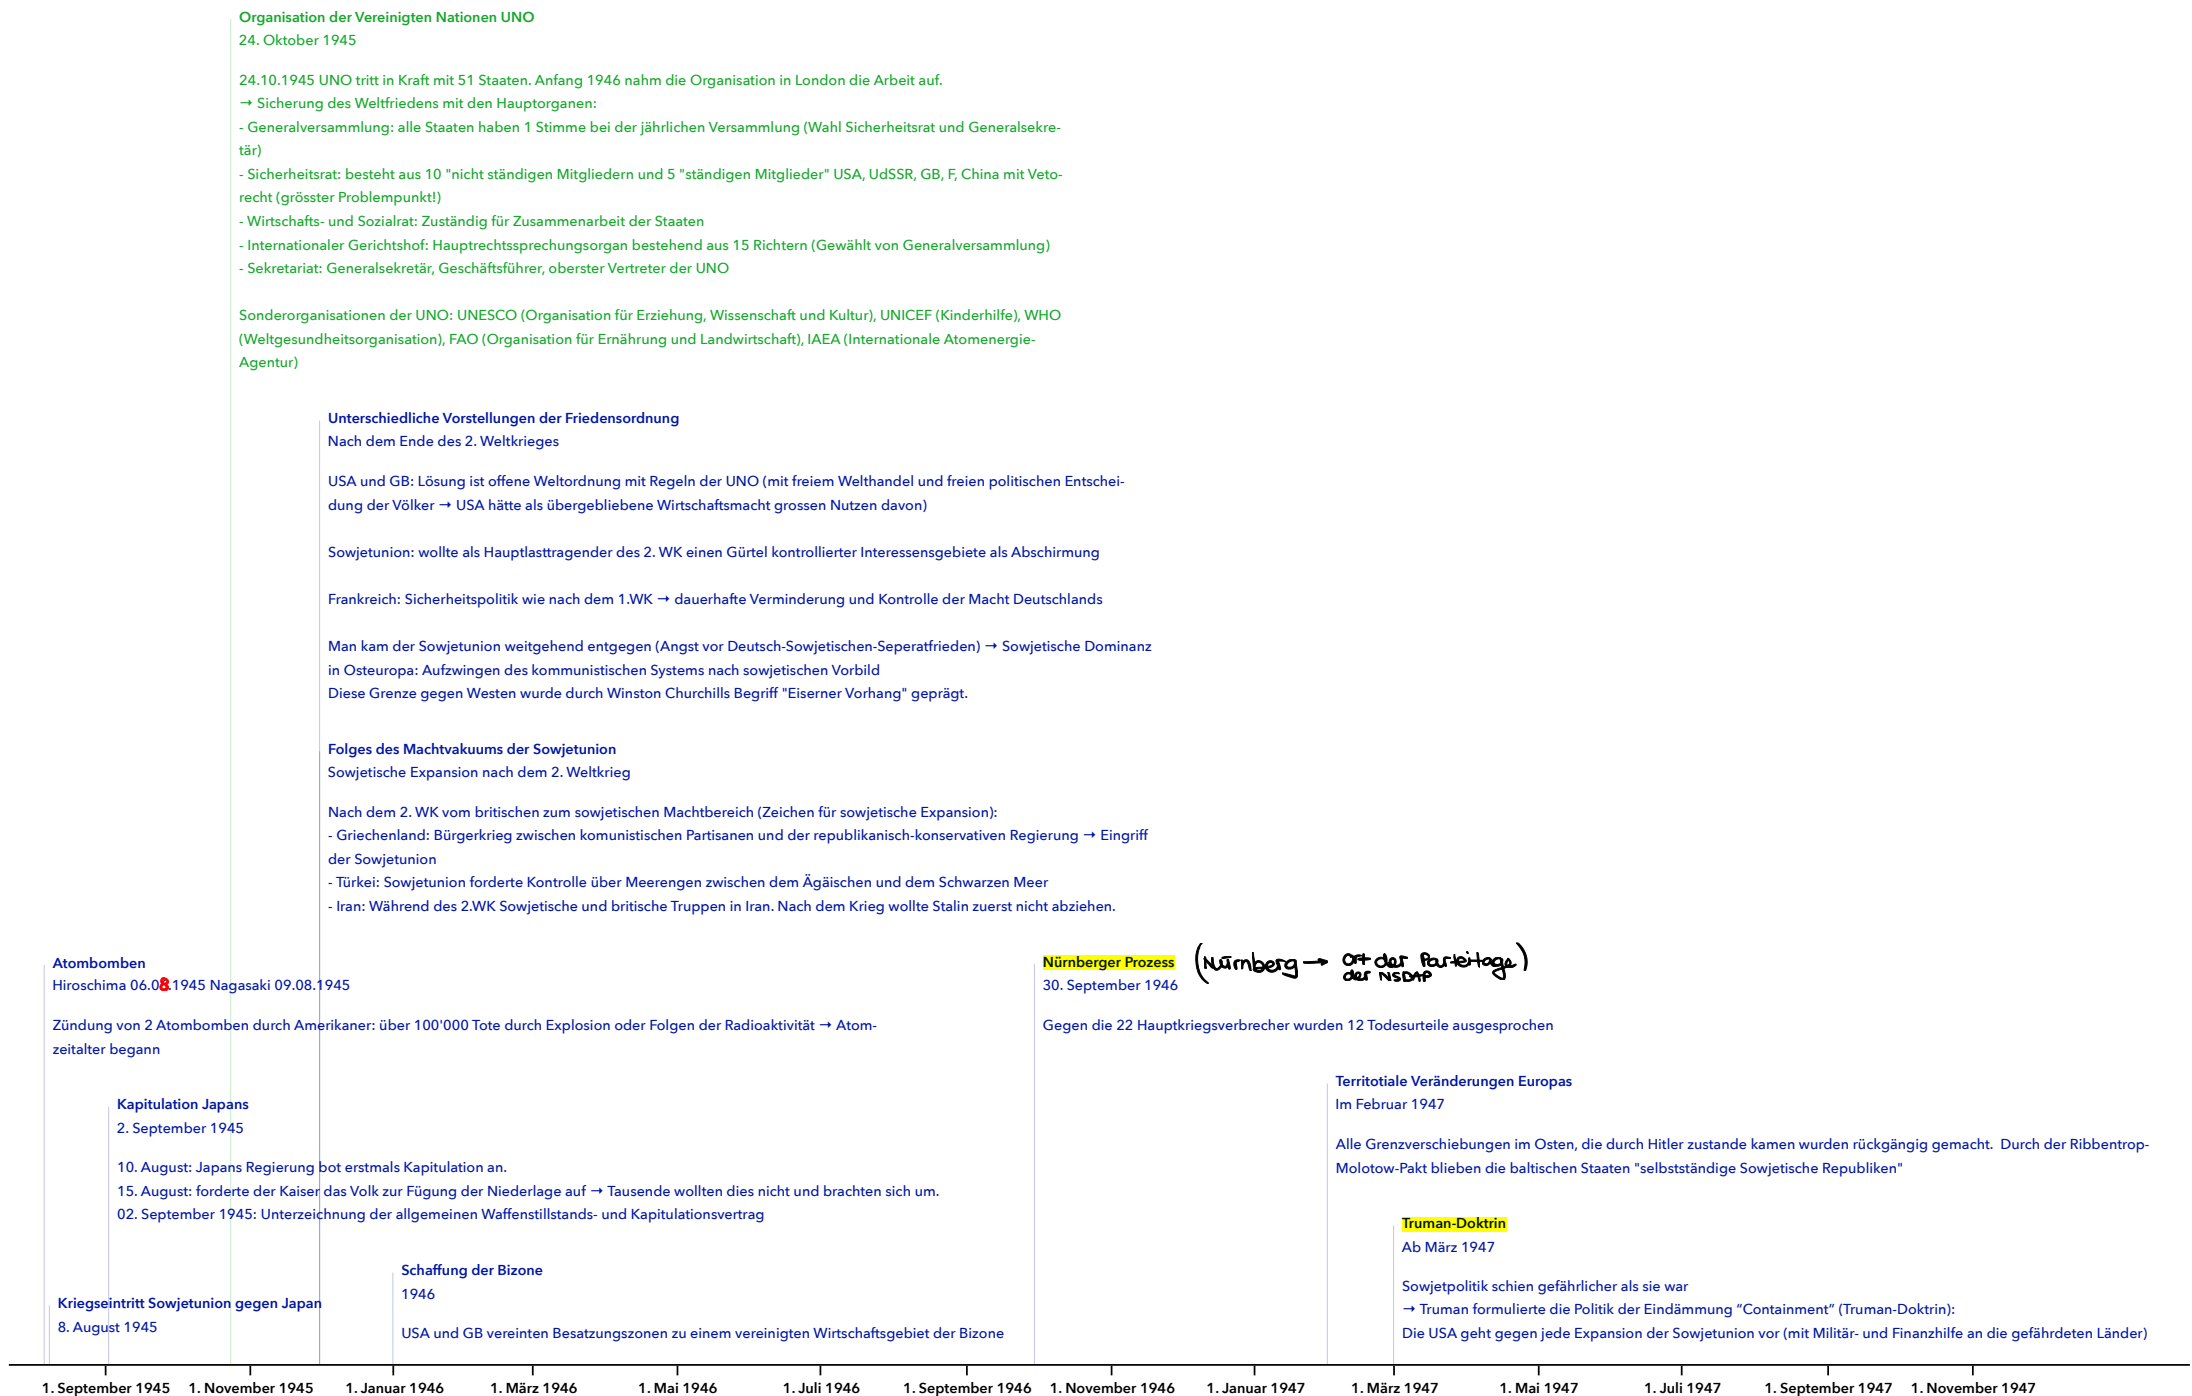 Organisation der Vereinigten Nationen UNO
24. Oktober 1945
24.10.1945 UNO tritt in Kraft mit 51 Staaten. Anfang 1946 nahm die Organisation in London die Arbeit auf.
→ Sicherung des Weltfriedens mit den Hauptorganen:
- Generalversammlung: alle Staaten haben 1 Stimme bei der jährlichen Versammlung (Wahl Sicherheitsrat und Generalsekre-
tär)
- Sicherheitsrat: besteht aus 10 "nicht ständigen Mitgliedern und 5 "ständigen Mitglieder" USA, UdSSR, GB, F, China mit Veto-
recht (grösster Problempunkt!)
- Wirtschafts- und Sozialrat: Zuständig für Zusammenarbeit der Staaten
- Internationaler Gerichtshof: Hauptrechtssprechungsorgan bestehend aus 15 Richtern (Gewählt von Generalversammlung)
- Sekretariat: Generalsekretär, Geschäftsführer, oberster Vertreter der UNO
Sonderorganisationen der UNO: UNESCO (Organisation für Erziehung, Wissenschaft und Kultur), UNICEF (Kinderhilfe), WHO
(Weltgesundheitsorganisation), FAO (Organisation für Ernährung und Landwirtschaft), IAEA (Internationale Atomenergie-
Agentur)
Unterschiedliche Vorstellungen der Friedensordnung
Nach dem Ende des 2. Weltkrieges
USA und GB: Lösung ist offene Weltordnung mit Regeln der UNO (mit freiem Welthandel und freien politischen Entschei-
dung der Völker → USA hätte als übergebliebene Wirtschaftsmacht grossen Nutzen davon)
Sowjetunion: wollte als Hauptlasttragender des 2. WK einen Gürtel kontrollierter Interessensgebiete als Abschirmung
Frankreich: Sicherheitspolitik wie nach dem 1.WK → dauerhafte Verminderung und Kontrolle der Macht Deutschlands
Man kam der Sowjetunion weitgehend entgegen (Angst vor Deutsch-Sowjetischen-Seperatfrieden) → Sowjetische Dominanz
in Osteuropa: Aufzwingen des kommunistischen Systems nach sowjetischen Vorbild
Diese Grenze gegen Westen wurde durch Winston Churchills Begriff "Eiserner Vorhang" geprägt.
Folges des Machtvakuums der Sowjetunion
Sowjetische Expansion nach dem 2. Weltkrieg
Nach dem 2. WK vom britischen zum sowjetischen Machtbereich (Zeichen für sowjetische Expansion):
- Griechenland: Bürgerkrieg zwischen komunistischen Partisanen und der republikanisch-konservativen Regierung → Eingriff
der Sowjetunion
- Türkei: Sowjetunion forderte Kontrolle über Meerengen zwischen dem Ägäischen und dem Schwarzen Meer
- Iran: Während des 2.WK Sowjetische und britische Truppen in Iran. Nach dem Krieg wollte Stalin zuerst nicht abziehen.
Atombomben
Hiroschima 06.08.1945 Nagasaki 09.08.1945
Zündung von 2 Atombomben durch Amerikaner: über 100'000 Tote durch Explosion oder Folgen der Radioaktivität → Atom-
zeitalter begann
Nürnberger Prozess (Nürnberg → Ort der Parteitage)
der NSDAP
30. September 1946
Gegen die 22 Hauptkriegsverbrecher wurden 12 Todesurteile ausgesprochen
Territotiale Veränderungen Europas
Im Februar 1947
Alle Grenzverschiebungen im Osten, die durch Hitler zustande kamen wurden rückgängig gemacht.  Durch der Ribbentrop-
Molotow-Pakt blieben die baltischen Staaten "selbstständige Sowjetische Republiken"
Kapitulation Japans
2. September 1945
10. August: Japans Regierung bot erstmals Kapitulation an.
15. August: forderte der Kaiser das Volk zur Fügung der Niederlage auf → Tausende wollten dies nicht und brachten sich um.
02. September 1945: Unterzeichnung der allgemeinen Waffenstillstands- und Kapitulationsvertrag
Truman-Doktrin
Ab März 1947
Sowjetpolitik schien gefährlicher als sie war
→ Truman formulierte die Politik der Eindämmung "Containment" (Truman-Doktrin):
Die USA geht gegen jede Expansion der Sowjetunion vor (mit Militär- und Finanzhilfe an die gefährdeten Länder)
Schaffung der Bizone
1946
USA und GB vereinten Besatzungszonen zu einem vereinigten Wirtschaftsgebiet der Bizone
Kriegseintritt Sowjetunion gegen Japan
8. August 1945
1. September 1945 1. November 1945 1. Januar 1946 1. März 1946 1. Mai 1946 1. Juli 1946 1. September 1946 1. November 1946 1. Januar 1947 1. März 1947 1. Mai 1947 1. Juli 1947 1. September 1947 1. November 1947